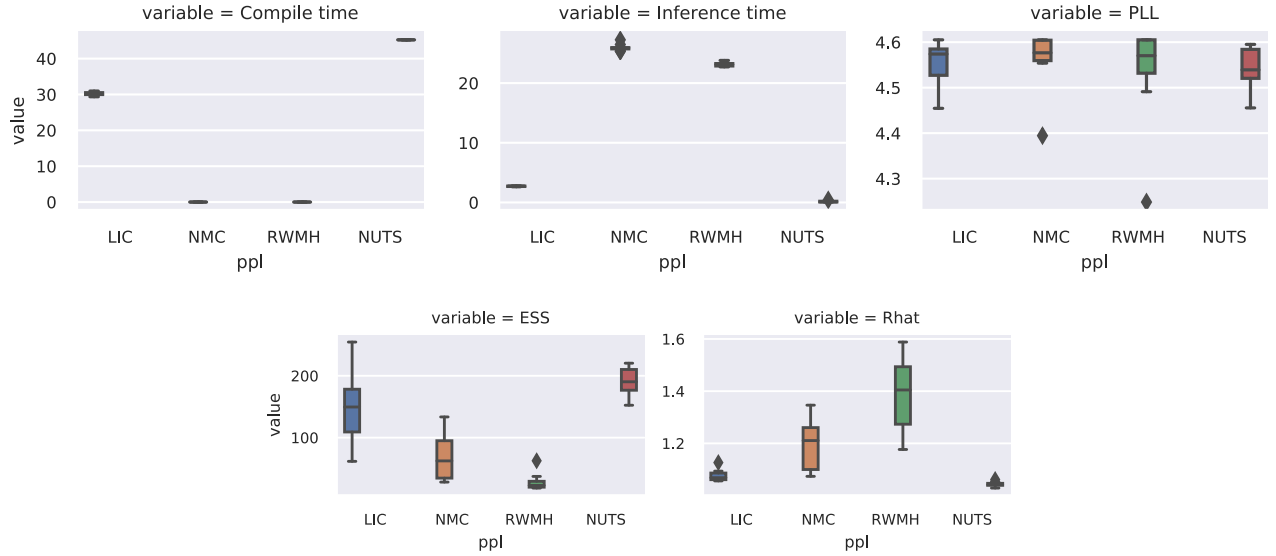 variable = Compile time
value
40
30
20
10
0
LIC NMC RWMH NUTS
ppl
variable = Inference time
20
10
0
LIC NMC RWMH NUTS
ppl
variable = PLL
4.6
4.5
4.4
4.3
LIC NMC RWMH NUTS
ppl
variable = ESS
value
200
100
LIC NMC RWMH NUTS
ppl
variable = Rhat
1.6
1.4
1.2
LIC NMC RWMH NUTS
ppl